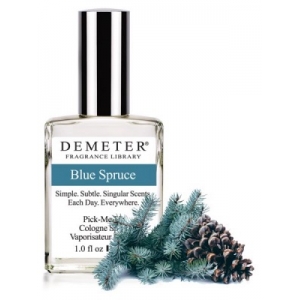 DEMETER®
FRAGRANCE LIBRARY
Blue Spruce
Simple. Subtle. Singular Scents.
Each Day. Everywhere.
Pick-Me
Cologne S
Vaporisateur
1.0 fl oz